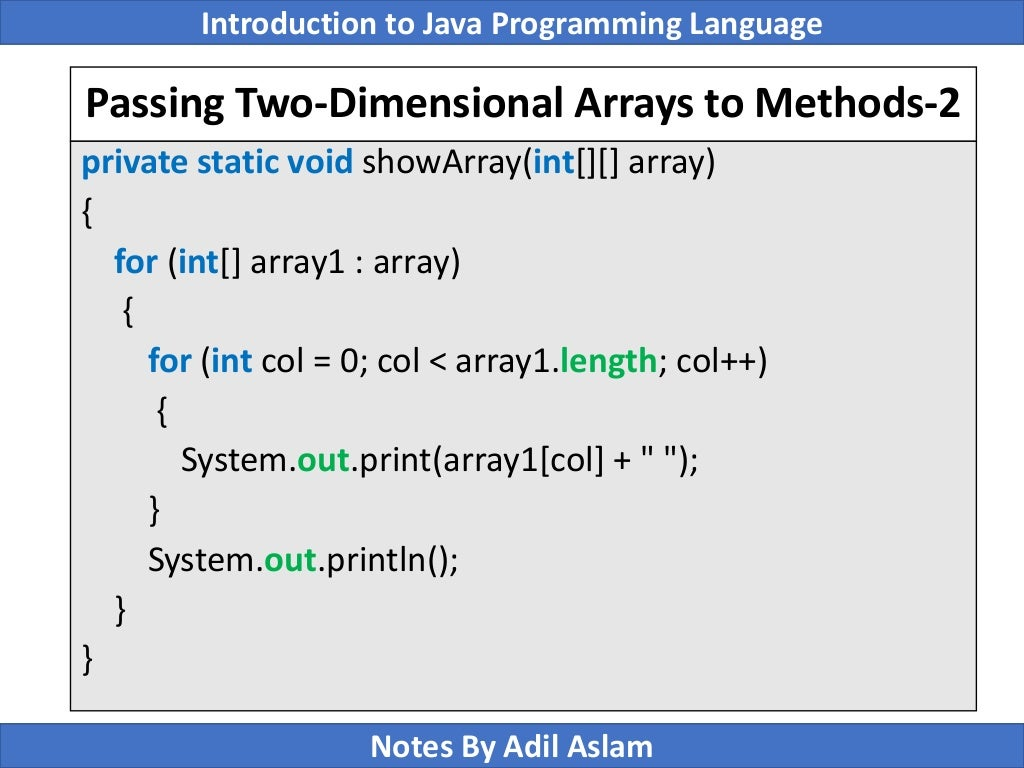 Introduction to Java Programming Language
Passing Two-Dimensional Arrays to Methods-2
private static void showArray(int[][] array)
{
for (int[] array1 : array)
{
for (int col = 0; col < array1.length; col++)
{
System.out.print(array1[col] + " ");
}
System.out.println();
}
}
Notes By Adil Aslam